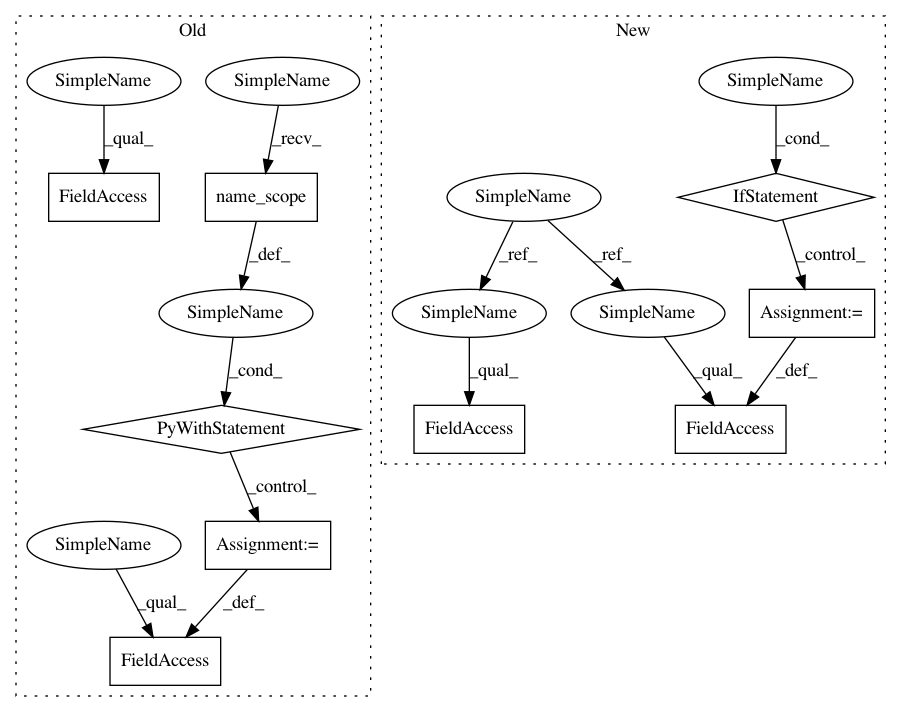 Old
New
SimpleName
SimpleName
SimpleName
_qual_
_recv_
_cond_
FieldAccess
name_scope
SimpleName
IfStatement
_def_
_ref_
_ref_
_control_
SimpleName
SimpleName
SimpleName
Assignment:=
_cond_
_qual_
_qual_
_def_
PyWithStatement
FieldAccess
FieldAccess
_control_
SimpleName
Assignment:=
_qual_
_def_
FieldAccess